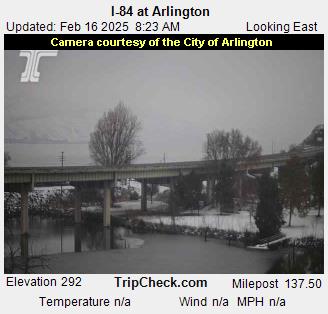 I-84 at Arlington
Updated: Feb 16 2025 8:23 AM Looking East
Camera courtesy of the City of Arlington
Elevation 292 TripCheck.com Milepost 137.50
Temperature n/a Wind n/a MPH n/a